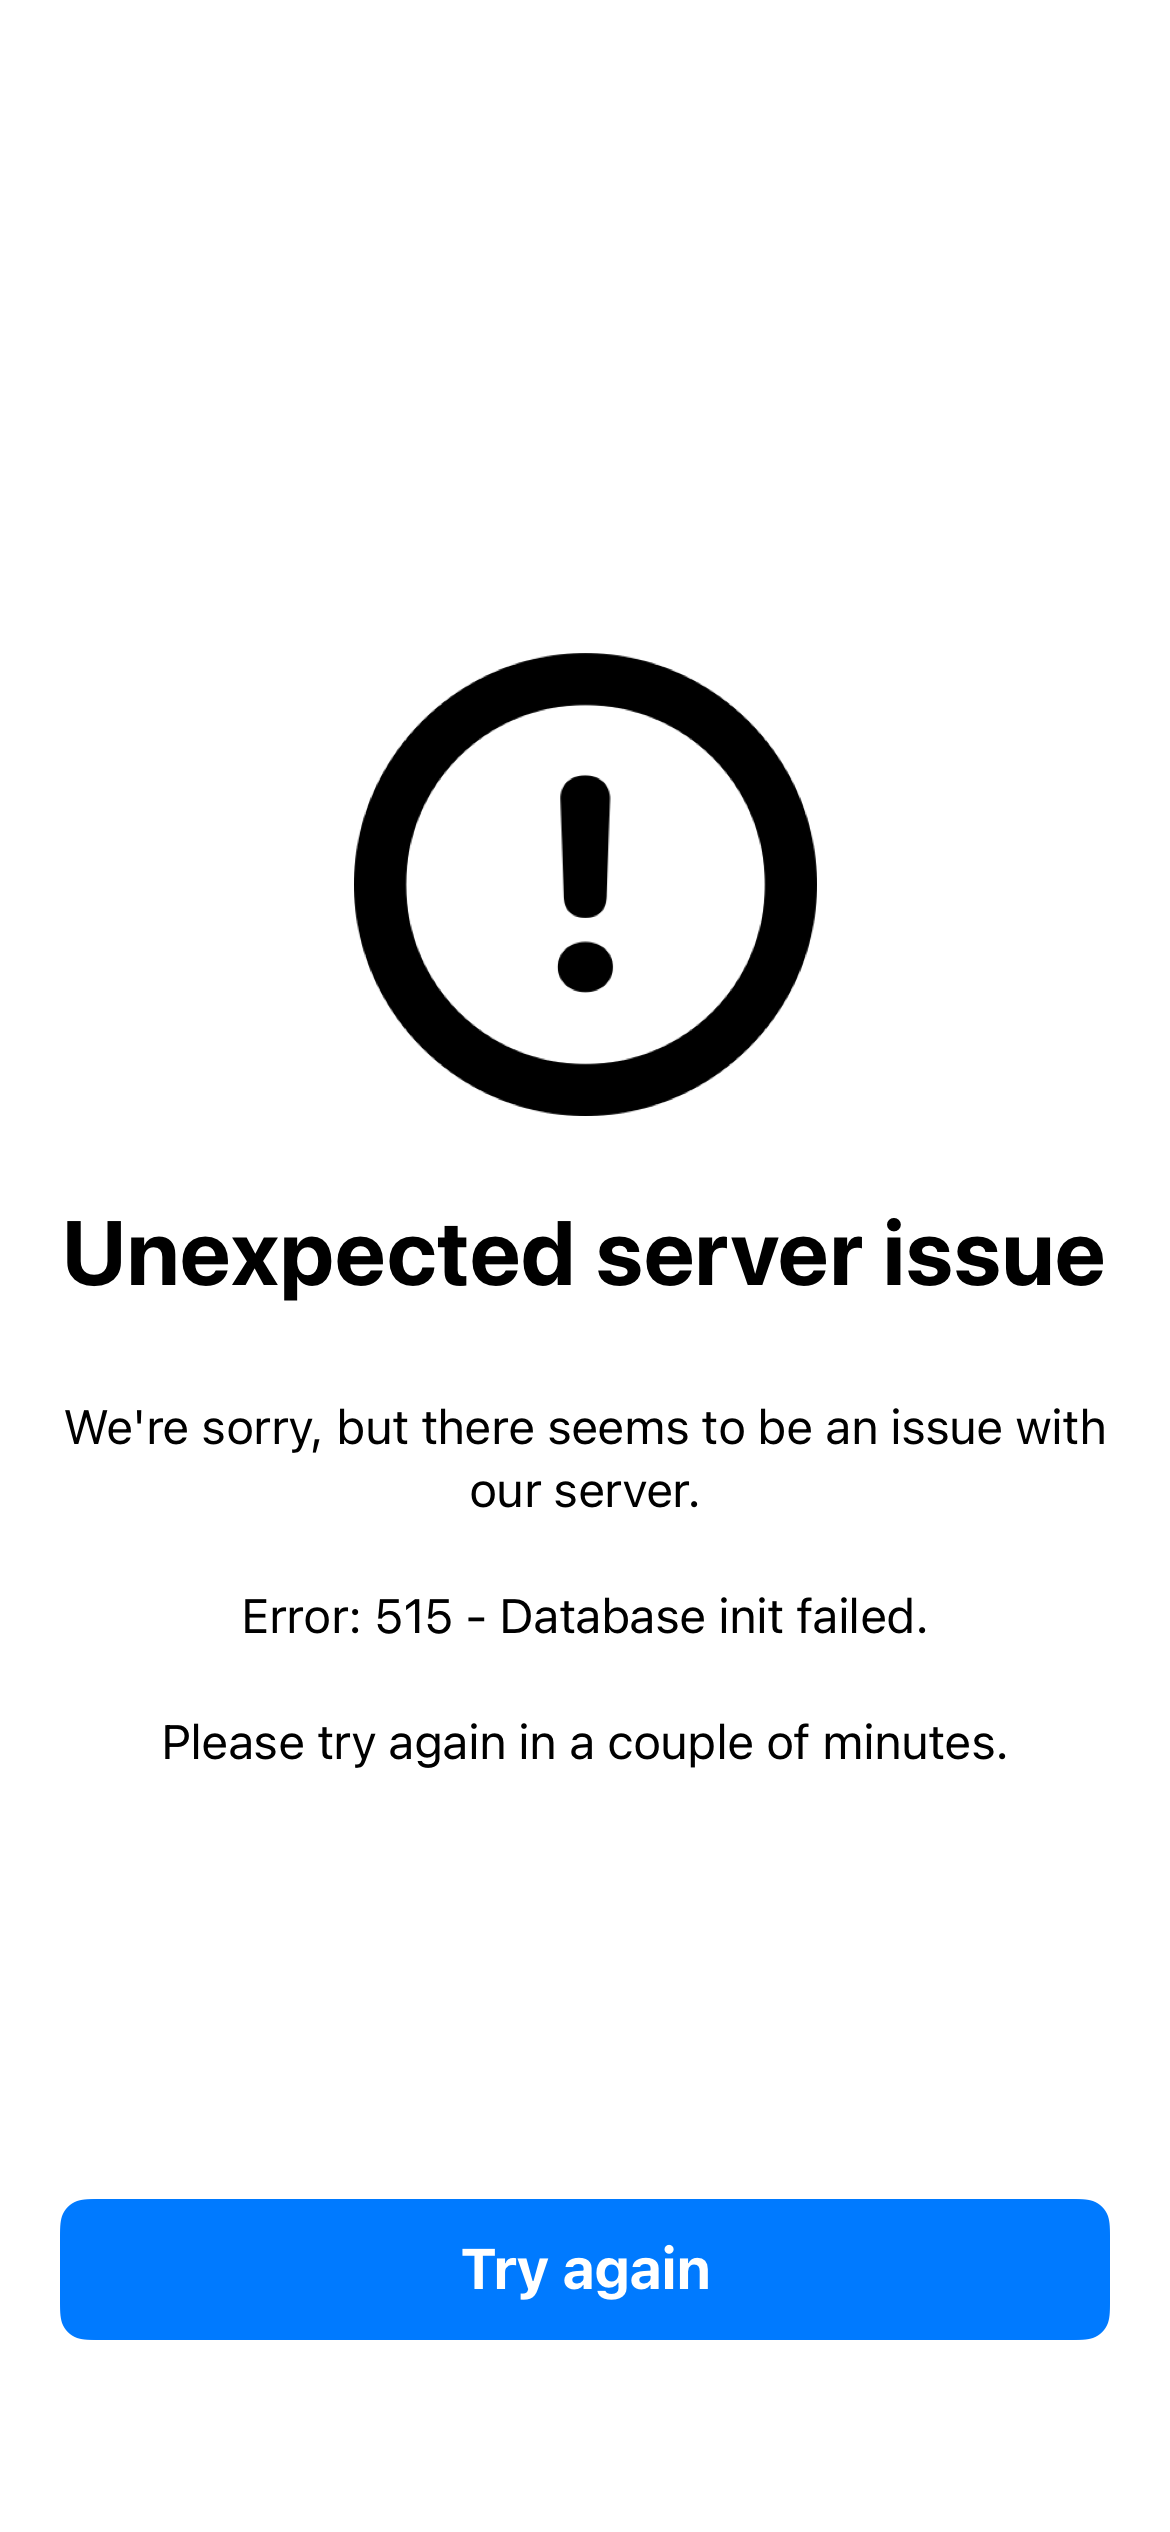 Unexpected server issue
We're sorry, but there seems to be an issue with
our server.
Error: 515 - Database init failed.
Please try again in a couple of minutes.
Try again